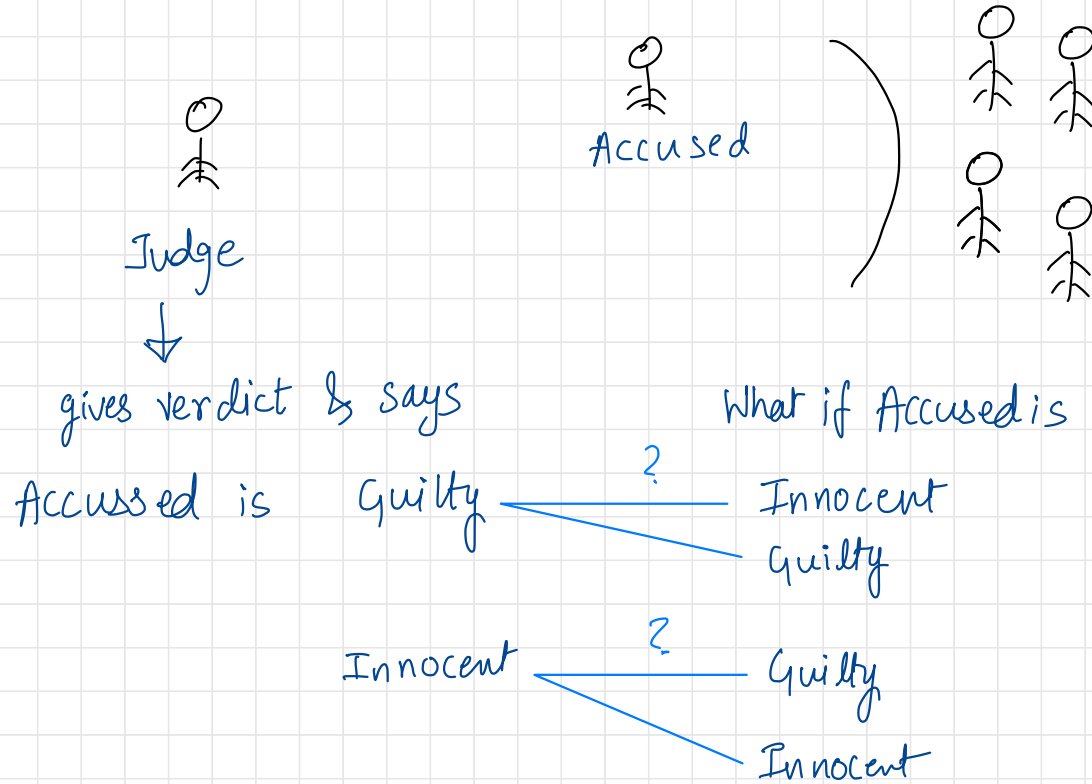 Accused
Judge
gives verdict & says
What if Accused is
?
Accussed is Guilty
Innocent
Guilty
?
Innocent
Guilty
Innocent